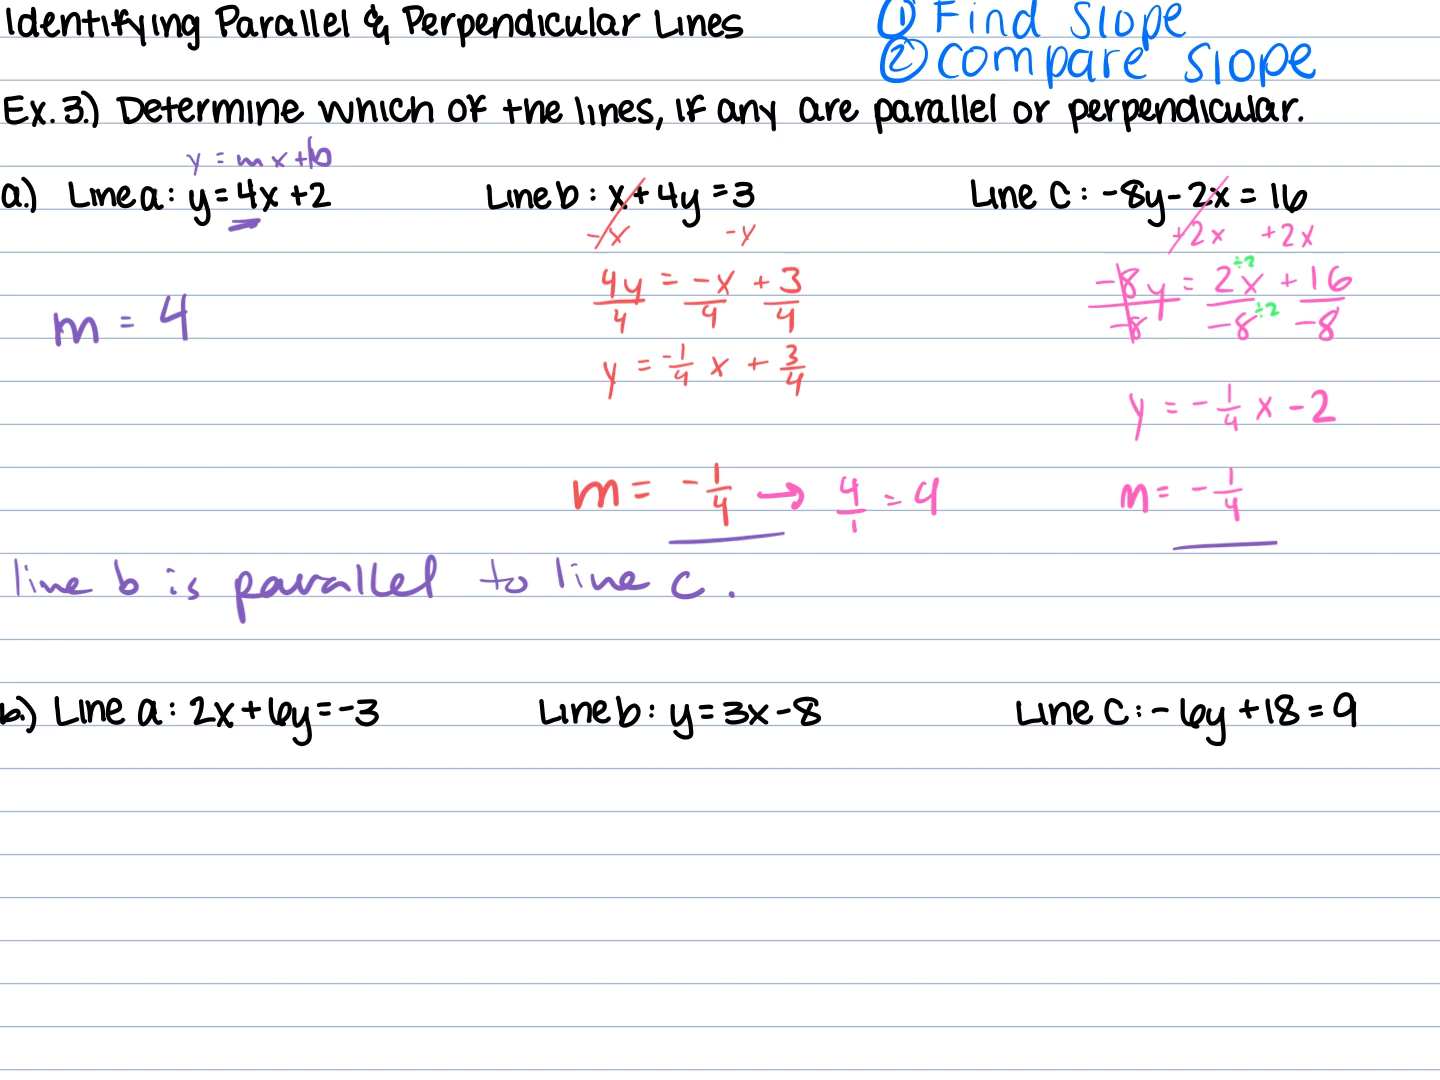 Identifying Parallel & Perpendicular Lines
① Find Slope
② Compare Slope
Ex. 3.) Determine which of the lines, if any are parallel or perpendicular.
y = mx+b
a.) Line a: y = 4x +2
m = 4
Line b: x + 4y = 3
-x -x
4y = -x + 3
4 4 4
y = -1/4 x + 3/4
m = -1/4 → 4/1 = 4
Line C: -8y - 2x = 16
+2x +2x
÷2
-8y = 2x + 16
-8 -8 ÷2 -8
y = -1/4 x - 2
m = -1/4
line b is parallel to line c.
b.) Line a: 2x+6y=-3
Line b: y=3x-8
Line C: -6y +18 = 9